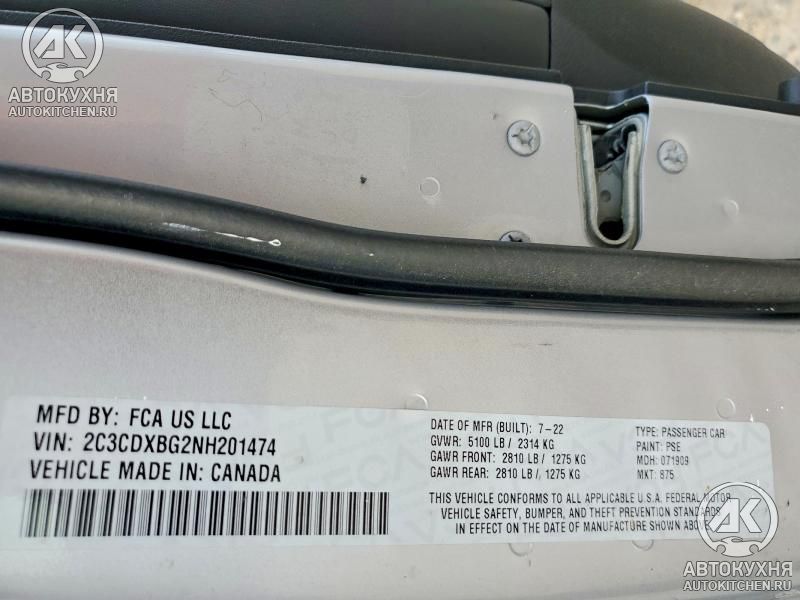 AK
АВТОКУХНЯ
AUTOKITCHEN.RU
MFD BY: FCA US LLC
VIN: 2C3CDXBG2NH201474
VEHICLE MADE IN: CANADA
DATE OF MFR (BUILT): 7-22
GVWR: 5100 LB / 2314 KG
GAWR FRONT: 2810 LB / 1275 KG
GAWR REAR: 2810 LB / 1275 KG
TYPE: PASSENGER CAR
PAINT: PSE
MDH: 071909
MKT: 875
THIS VEHICLE CONFORMS TO ALL APPLICABLE U.S.A. FEDERAL MOTOR
VEHICLE SAFETY, BUMPER, AND THEFT PREVENTION STANDARDS
IN EFFECT ON THE DATE OF MANUFACTURE SHOWN ABOVE.
AK
АВТОКУХНЯ
AUTOKITCHEN.RU